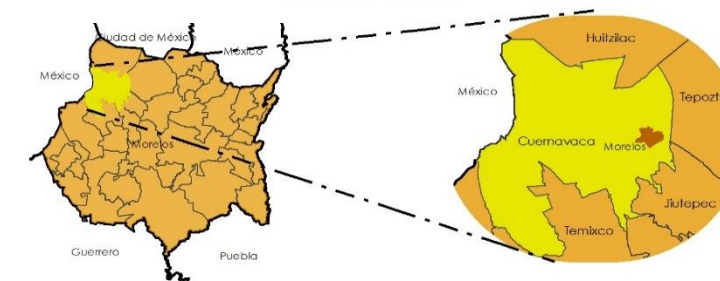 Ciudad de México
México
México
Morelos
Guerrero
Puebla
Huitzilac
México
Tepozt
Cuernavaca
Morelos
Jiutepec
Temixco